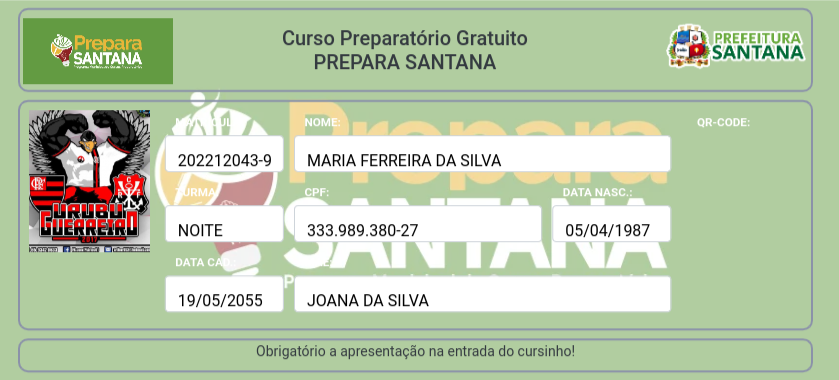 Prepara
SANTANA
Curso Preparatório Gratuito
PREPARA SANTANA
PREFEITURA
SANTANA
NOME:
QR-CODE:
202212043-9
MARIA FERREIRA DA SILVA
TURMA:
CPF:
DATA NASC.:
NOITE
333.989.380-27
05/04/1987
DATA CAD.:
19/05/2055
JOANA DA SILVA
URUBU
GUERREIRO
Prepara
SANTANA
Obrigatório a apresentação na entrada do cursinho!